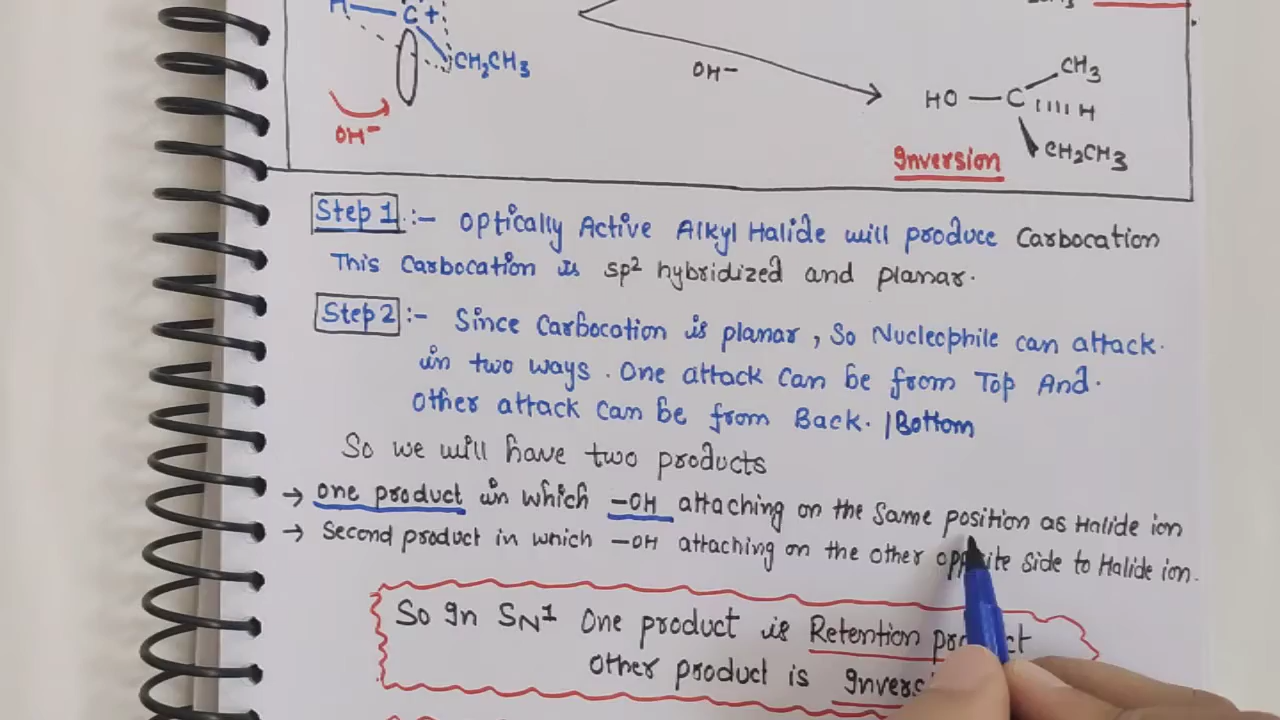 H — C +
CH2CH3
OH-
OH-
CH3
HO — C IIII H
CH2CH3
Inversion
Step 1 :- Optically Active Alkyl Halide will produce Carbocation
This Carbocation is sp2 hybridized and planar.
Step 2 :- Since Carbocation is planar, So Nucleophile can attack.
in two ways. One attack can be from Top And.
Other attack can be from Back. / Bottom
So we will have two products
→ One product in which -OH attaching on the same position as Halide ion
→ Second product in which -OH attaching on the other opposite side to Halide ion.
So In SN1 One product is Retention product
Other product is